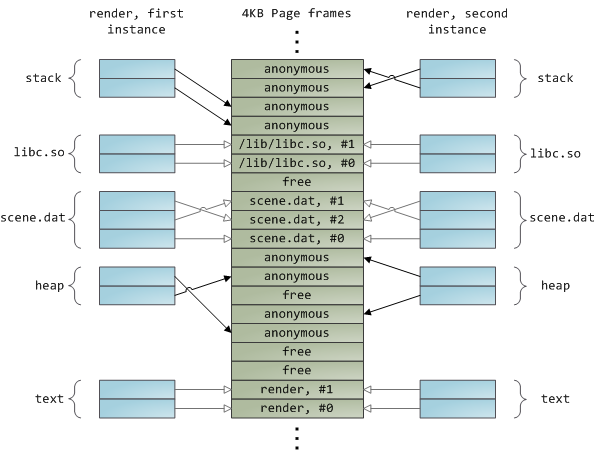 render, first
instance
4KB Page frames
render, second
instance
stack
anonymous
anonymous
anonymous
anonymous
stack
libc.so
/lib/libc.so, #1
/lib/libc.so, #0
libc.so
free
scene.dat
scene.dat, #1
scene.dat, #2
scene.dat, #0
scene.dat
heap
anonymous
anonymous
free
anonymous
anonymous
heap
free
free
text
render, #1
render, #0
text